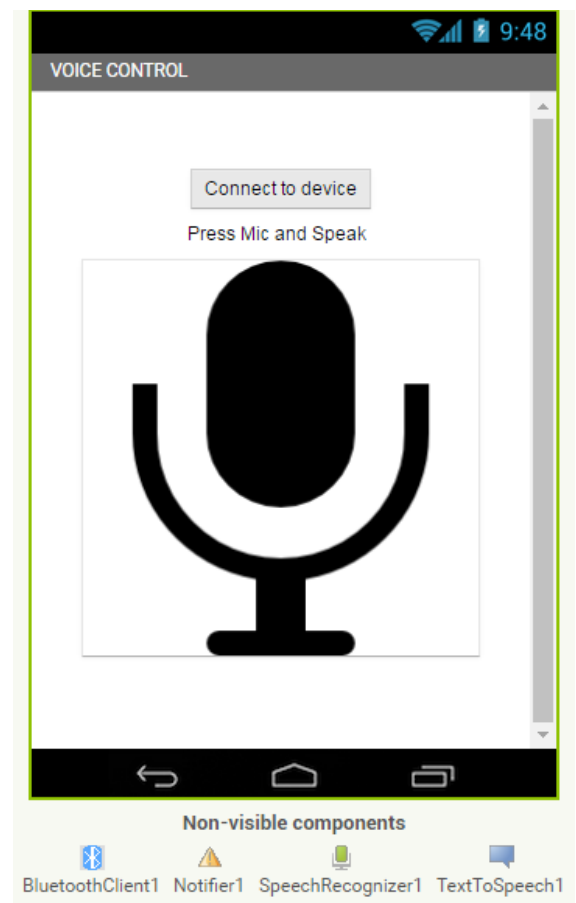 9:48
VOICE CONTROL
Connect to device
Press Mic and Speak
Non-visible components
BluetoothClient1 Notifier1 SpeechRecognizer1 TextToSpeech1